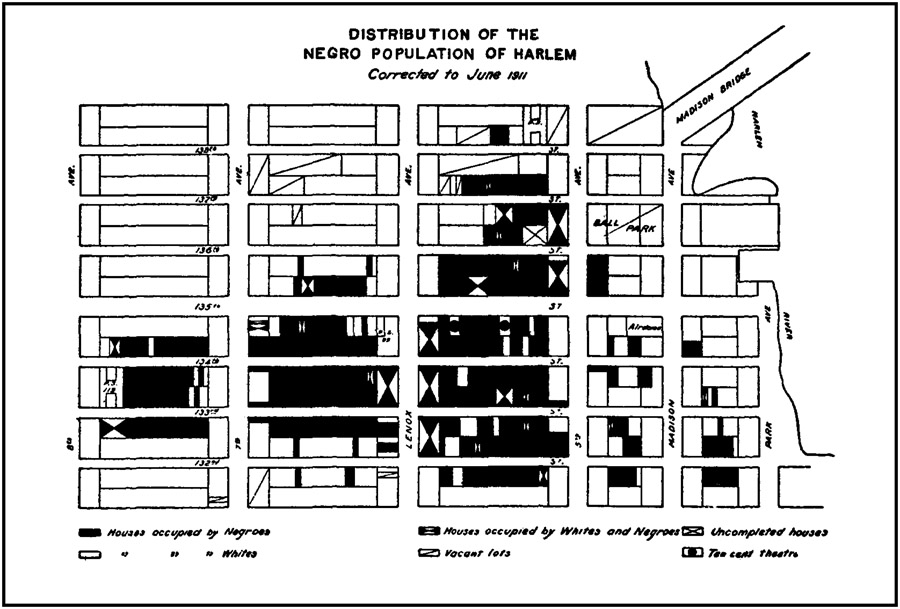 DISTRIBUTION OF THE
NEGRO POPULATION OF HARLEM
Corrected to June 1911
MADISON BRIDGE
HARLEM
P.S.
138th ST.
AVE. AVE. AVE. AVE
137th ST.
BALL PARK
136th ST.
135th ST
AVE RIVER
P.S. 89
Airdome
134th ST.
P.S. 119
133rd ST.
8th 7th LENOX 5th MADISON PARK
132nd ST.
Houses occupied by Negroes
" " " Whites
Houses occupied by Whites and Negroes
Vacant lots
Uncompleted houses
Ten cent theatre